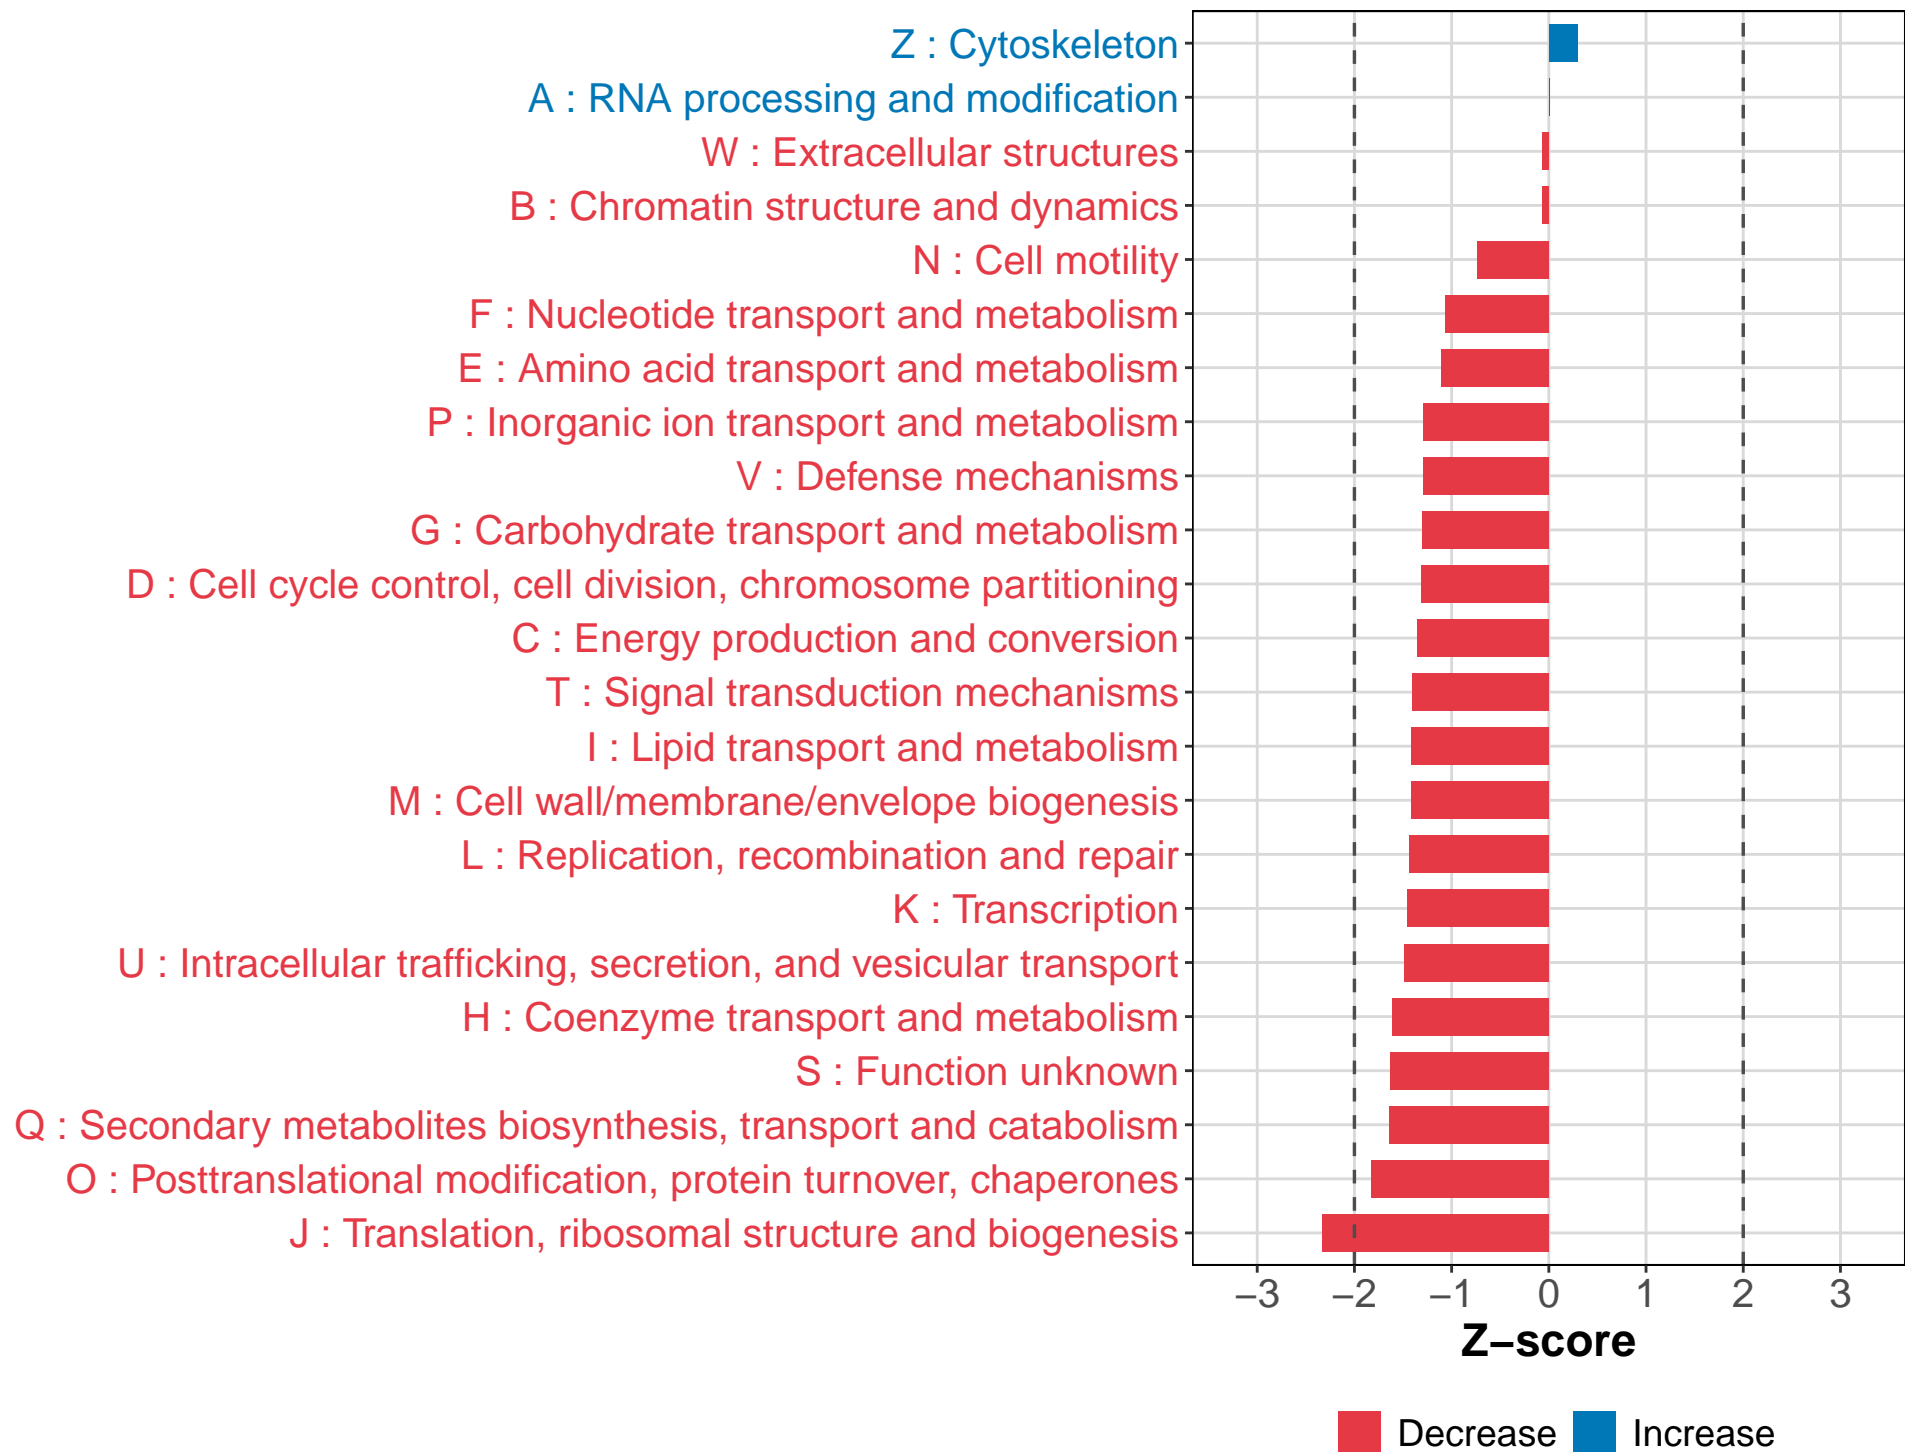 Z : Cytoskeleton
A : RNA processing and modification
W : Extracellular structures
B : Chromatin structure and dynamics
N : Cell motility
F : Nucleotide transport and metabolism
E : Amino acid transport and metabolism
P : Inorganic ion transport and metabolism
V : Defense mechanisms
G : Carbohydrate transport and metabolism
D : Cell cycle control, cell division, chromosome partitioning
C : Energy production and conversion
T : Signal transduction mechanisms
I : Lipid transport and metabolism
M : Cell wall/membrane/envelope biogenesis
L : Replication, recombination and repair
K : Transcription
U : Intracellular trafficking, secretion, and vesicular transport
H : Coenzyme transport and metabolism
S : Function unknown
Q : Secondary metabolites biosynthesis, transport and catabolism
O : Posttranslational modification, protein turnover, chaperones
J : Translation, ribosomal structure and biogenesis
−3 −2 −1 0 1 2 3
Z−score
Decrease Increase